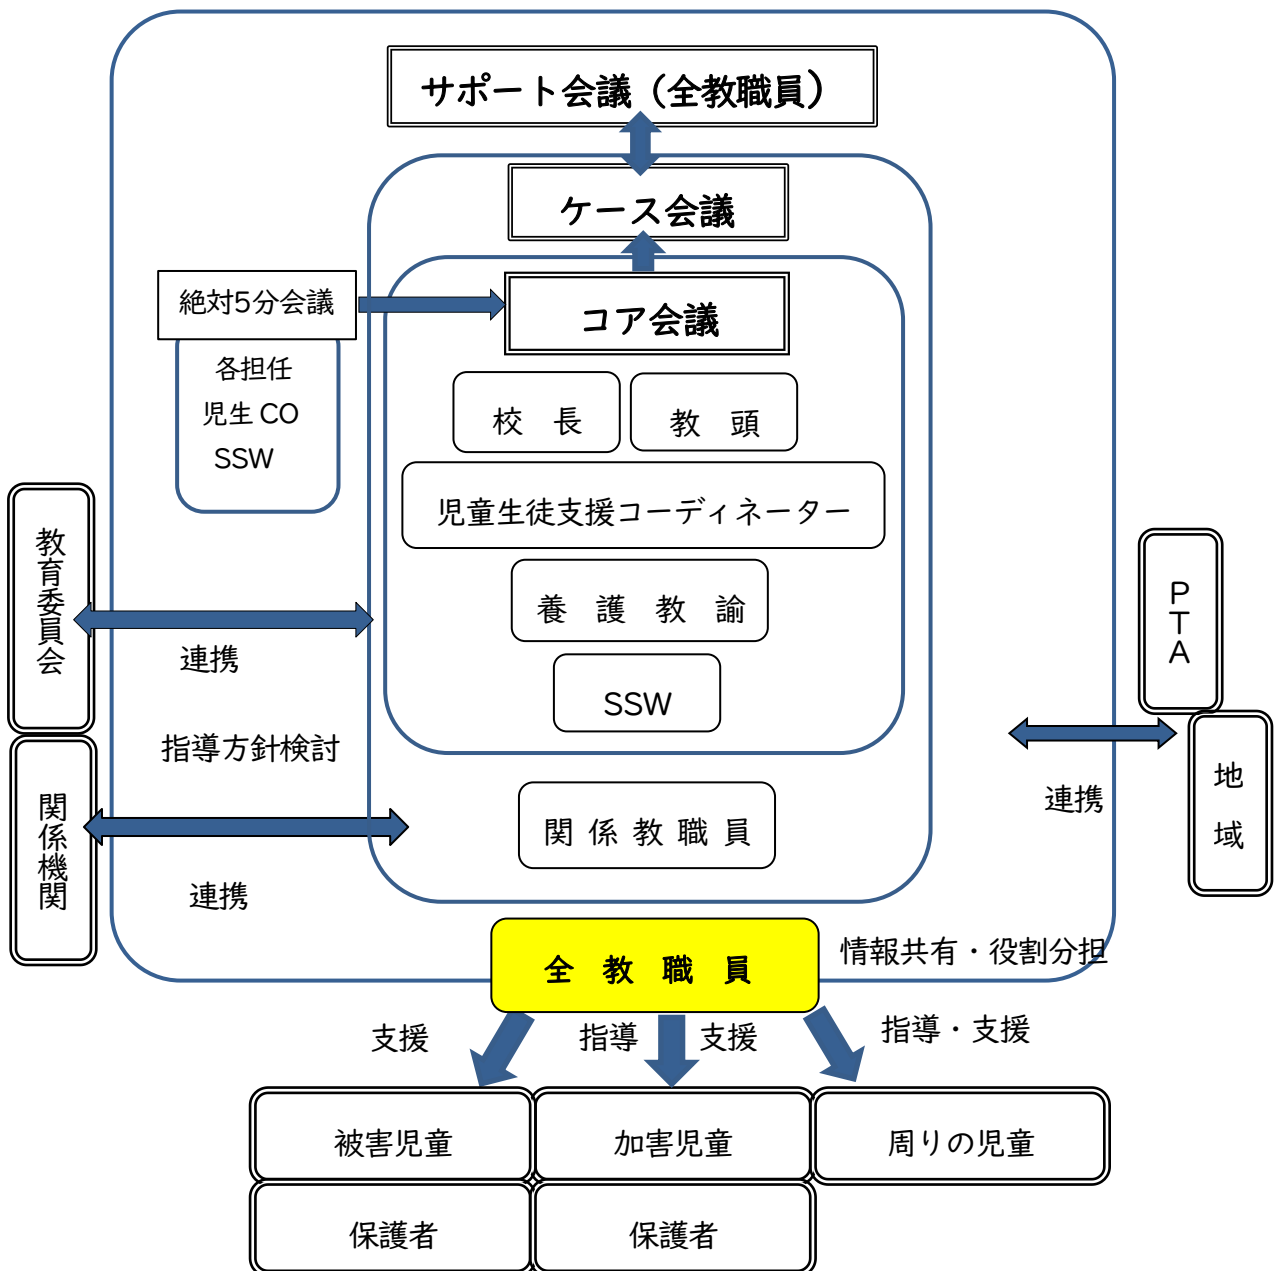 サポート会議（全教職員）
ケース会議
絶対5分会議
コア会議
各担任
児生 CO
SSW
校　長
教　頭
児童生徒支援コーディネーター
養　護　教　諭
SSW
教育委員会
連携
指導方針検討
関係機関
連携
関 係 教 職 員
PTA
地域
連携
全　教　職　員
情報共有・役割分担
支援
指導
支援
指導・支援
被害児童
加害児童
周りの児童
保護者
保護者